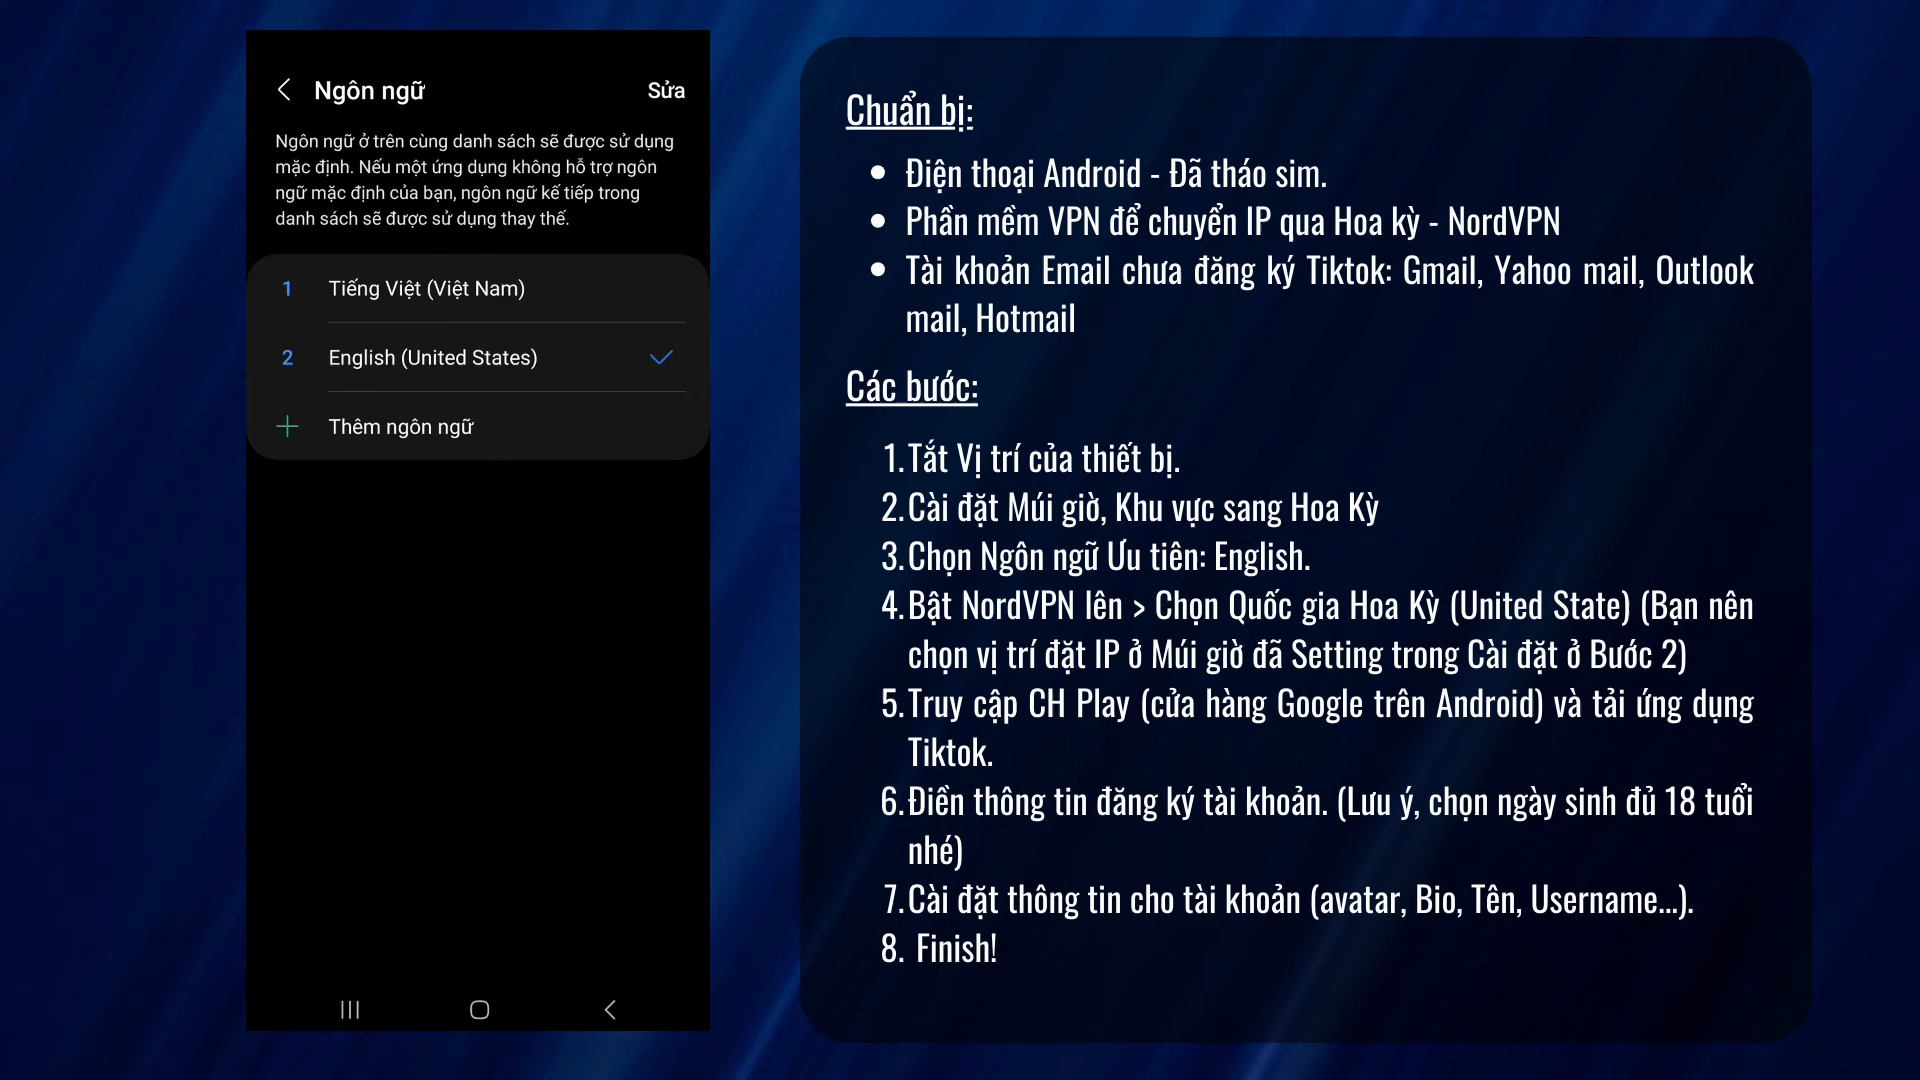 Ngôn ngữ
Sửa
Ngôn ngữ ở trên cùng danh sách sẽ được sử dụng
mặc định. Nếu một ứng dụng không hỗ trợ ngôn
ngữ mặc định của bạn, ngôn ngữ kế tiếp trong
danh sách sẽ được sử dụng thay thế.
1 Tiếng Việt (Việt Nam)
2 English (United States)
Thêm ngôn ngữ
Chuẩn bị:
• Điện thoại Android - Đã tháo sim.
• Phần mềm VPN để chuyển IP qua Hoa kỳ - NordVPN
• Tài khoản Email chưa đăng ký Tiktok: Gmail, Yahoo mail, Outlook
mail, Hotmail
Các bước:
1. Tắt Vị trí của thiết bị.
2. Cài đặt Múi giờ, Khu vực sang Hoa Kỳ
3. Chọn Ngôn ngữ Ưu tiên: English.
4. Bật NordVPN lên > Chọn Quốc gia Hoa Kỳ (United State) (Bạn nên
chọn vị trí đặt IP ở Múi giờ đã Setting trong Cài đặt ở Bước 2)
5. Truy cập CH Play (cửa hàng Google trên Android) và tải ứng dụng
Tiktok.
6. Điền thông tin đăng ký tài khoản. (Lưu ý, chọn ngày sinh đủ 18 tuổi
nhé)
7. Cài đặt thông tin cho tài khoản (avatar, Bio, Tên, Username...).
8. Finish!